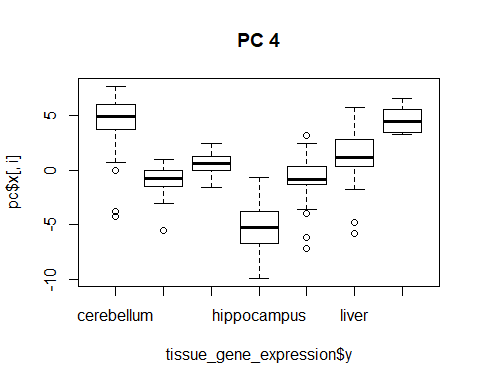 PC 4
pc$x[, i]
5
0
-5
-10
cerebellum hippocampus liver
tissue_gene_expression$y